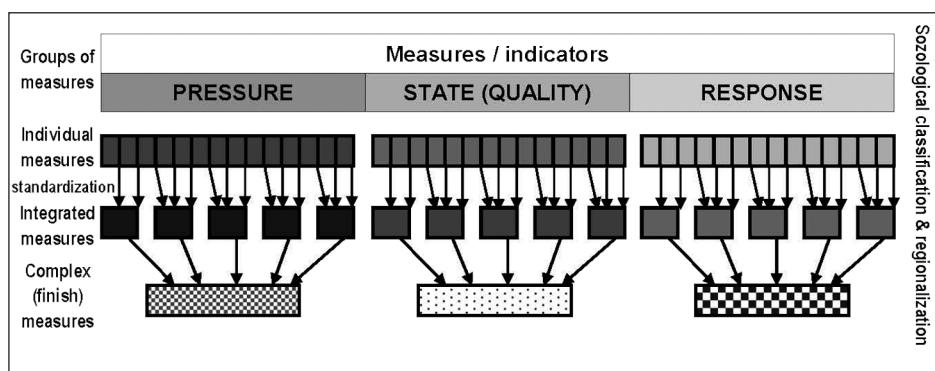 Groups of
measures
Measures / indicators
PRESSURE
STATE (QUALITY)
RESPONSE
Individual
measures
standardization
Integrated
measures
Complex
(finish)
measures
Sozological classification & regionalization